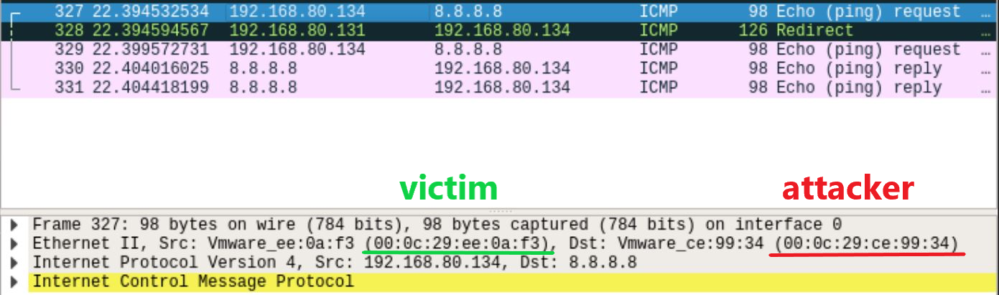 327 22.394532534 192.168.80.134 8.8.8.8 ICMP 98 Echo (ping) request …
328 22.394594567 192.168.80.131 192.168.80.134 ICMP 126 Redirect …
329 22.399572731 192.168.80.134 8.8.8.8 ICMP 98 Echo (ping) request …
330 22.404016025 8.8.8.8 192.168.80.134 ICMP 98 Echo (ping) reply …
331 22.404418199 8.8.8.8 192.168.80.134 ICMP 98 Echo (ping) reply …
victim attacker
Frame 327: 98 bytes on wire (784 bits), 98 bytes captured (784 bits) on interface 0
Ethernet II, Src: Vmware_ee:0a:f3 (00:0c:29:ee:0a:f3), Dst: Vmware_ce:99:34 (00:0c:29:ce:99:34)
Internet Protocol Version 4, Src: 192.168.80.134, Dst: 8.8.8.8
Internet Control Message Protocol